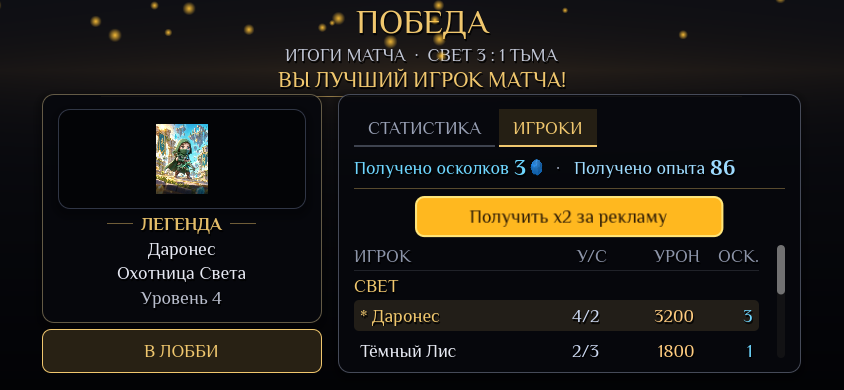 ПОБЕДА
ИТОГИ МАТЧА · СВЕТ 3 : 1 ТЬМА
ВЫ ЛУЧШИЙ ИГРОК МАТЧА!
ЛЕГЕНДА
Даронес
Охотница Света
Уровень 4
В ЛОББИ
СТАТИСТИКА ИГРОКИ
Получено осколков 3 · Получено опыта 86
Получить x2 за рекламу
ИГРОК У/С УРОН ОСК.
СВЕТ
* Даронес 4/2 3200 3
Тёмный Лис 2/3 1800 1